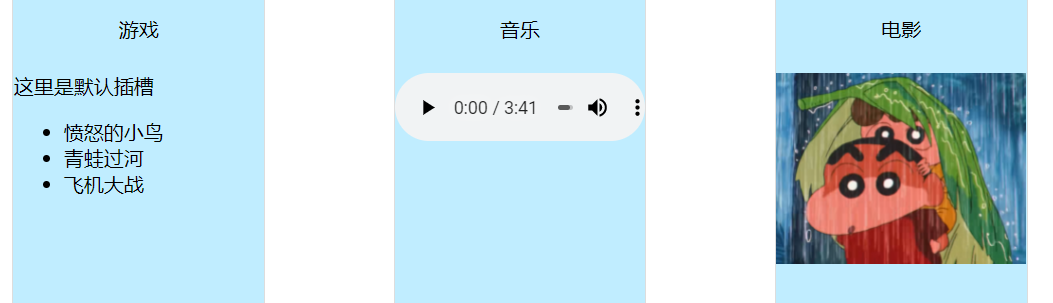 游戏
这里是默认插槽
愤怒的小鸟
青蛙过河
飞机大战
音乐
0:00 / 3:41
电影